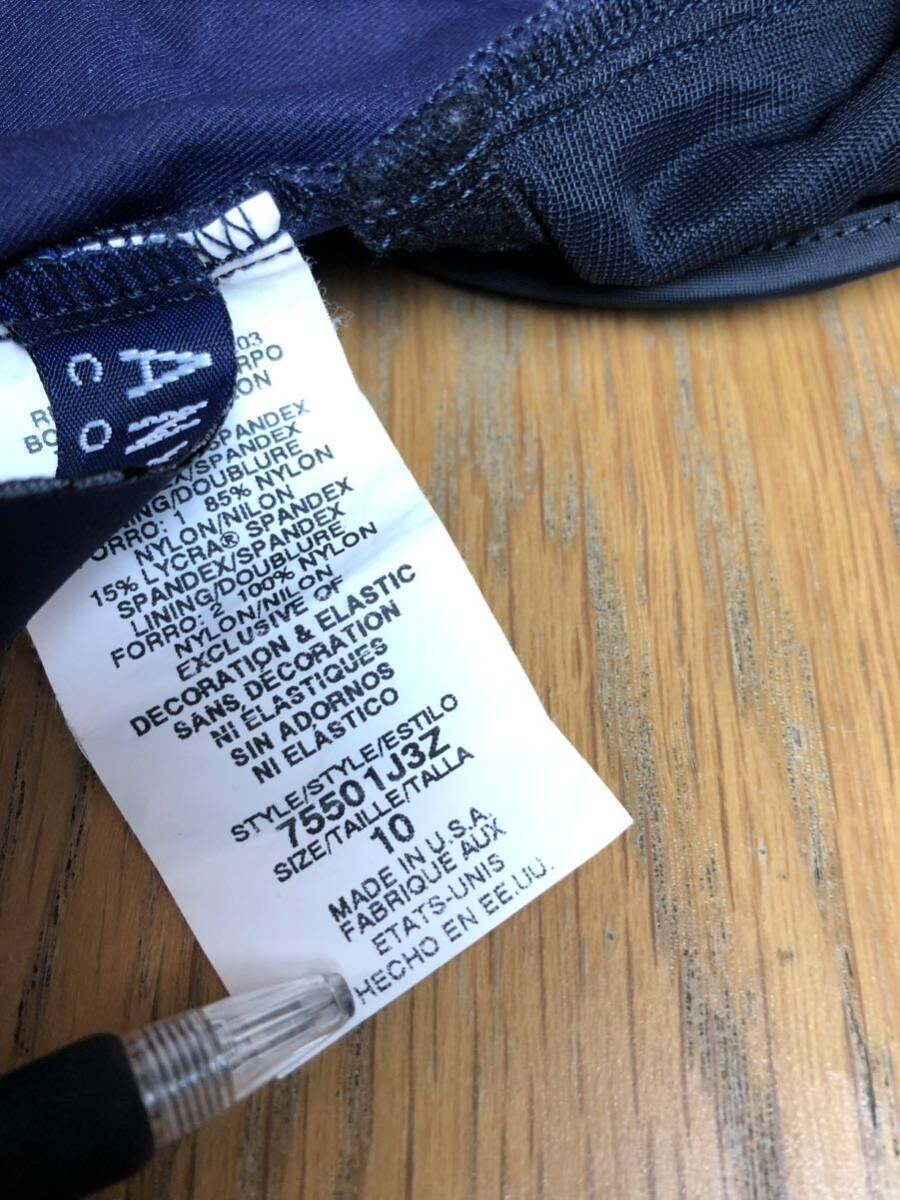 03
SPANDEX
/SPANDEX
LINING/DOUBLURE
FORRO: 1 85% NYLON
NYLON/NILON
15% LYCRA® SPANDEX
SPANDEX/SPANDEX
LINING/DOUBLURE
FORRO: 2 100% NYLON
NYLON/NILON
EXCLUSIVE OF
DECORATION & ELASTIC
SANS DÉCORATION
NI ÉLASTIQUES
SIN ADORNOS
NI ELÁSTICO
STYLE/STYLE/ESTILO
75501J3Z
SIZE/TAILLE/TALLA
10
MADE IN U.S.A.
FABRIQUÉ AUX
ETATS-UNIS
HECHO EN EE.UU.